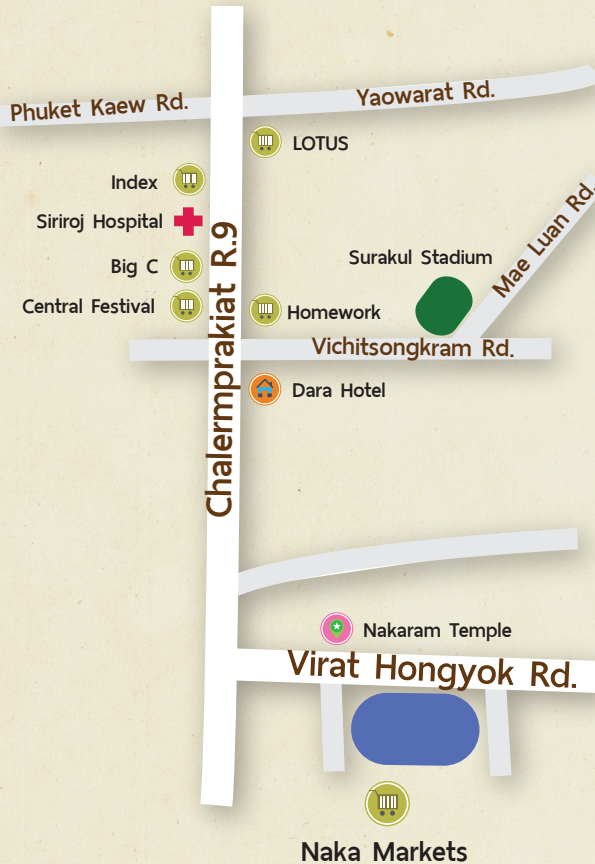 Phuket Kaew Rd.
Yaowarat Rd.
LOTUS
Index
Siriroj Hospital
Mae Luan Rd.
Surakul Stadium
Big C
Central Festival
Homework
Chalermprakiat R.9
Vichitsongkram Rd.
Dara Hotel
Nakaram Temple
Virat Hongyok Rd.
Naka Markets